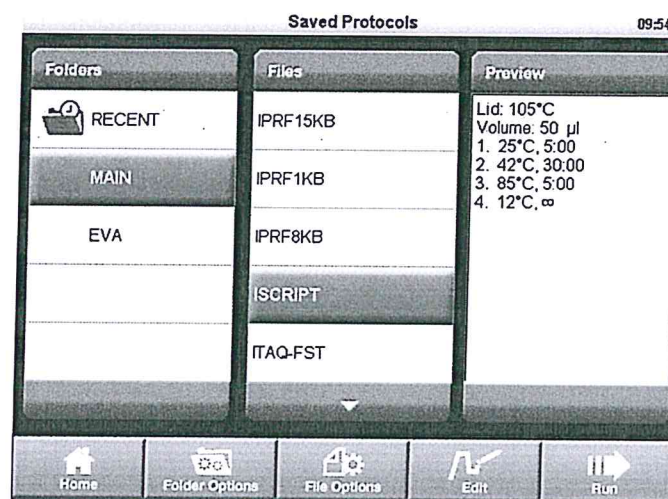 Saved Protocols
09:54
Folders
RECENT
MAIN
EVA
Files
IPRF15KB
IPRF1KB
IPRF8KB
ISCRIPT
ITAQ-FST
Preview
Lid: 105°C
Volume: 50 µl
1. 25°C, 5:00
2. 42°C, 30:00
3. 85°C, 5:00
4. 12°C, ∞
Home
Folder Options
File Options
Edit
Run